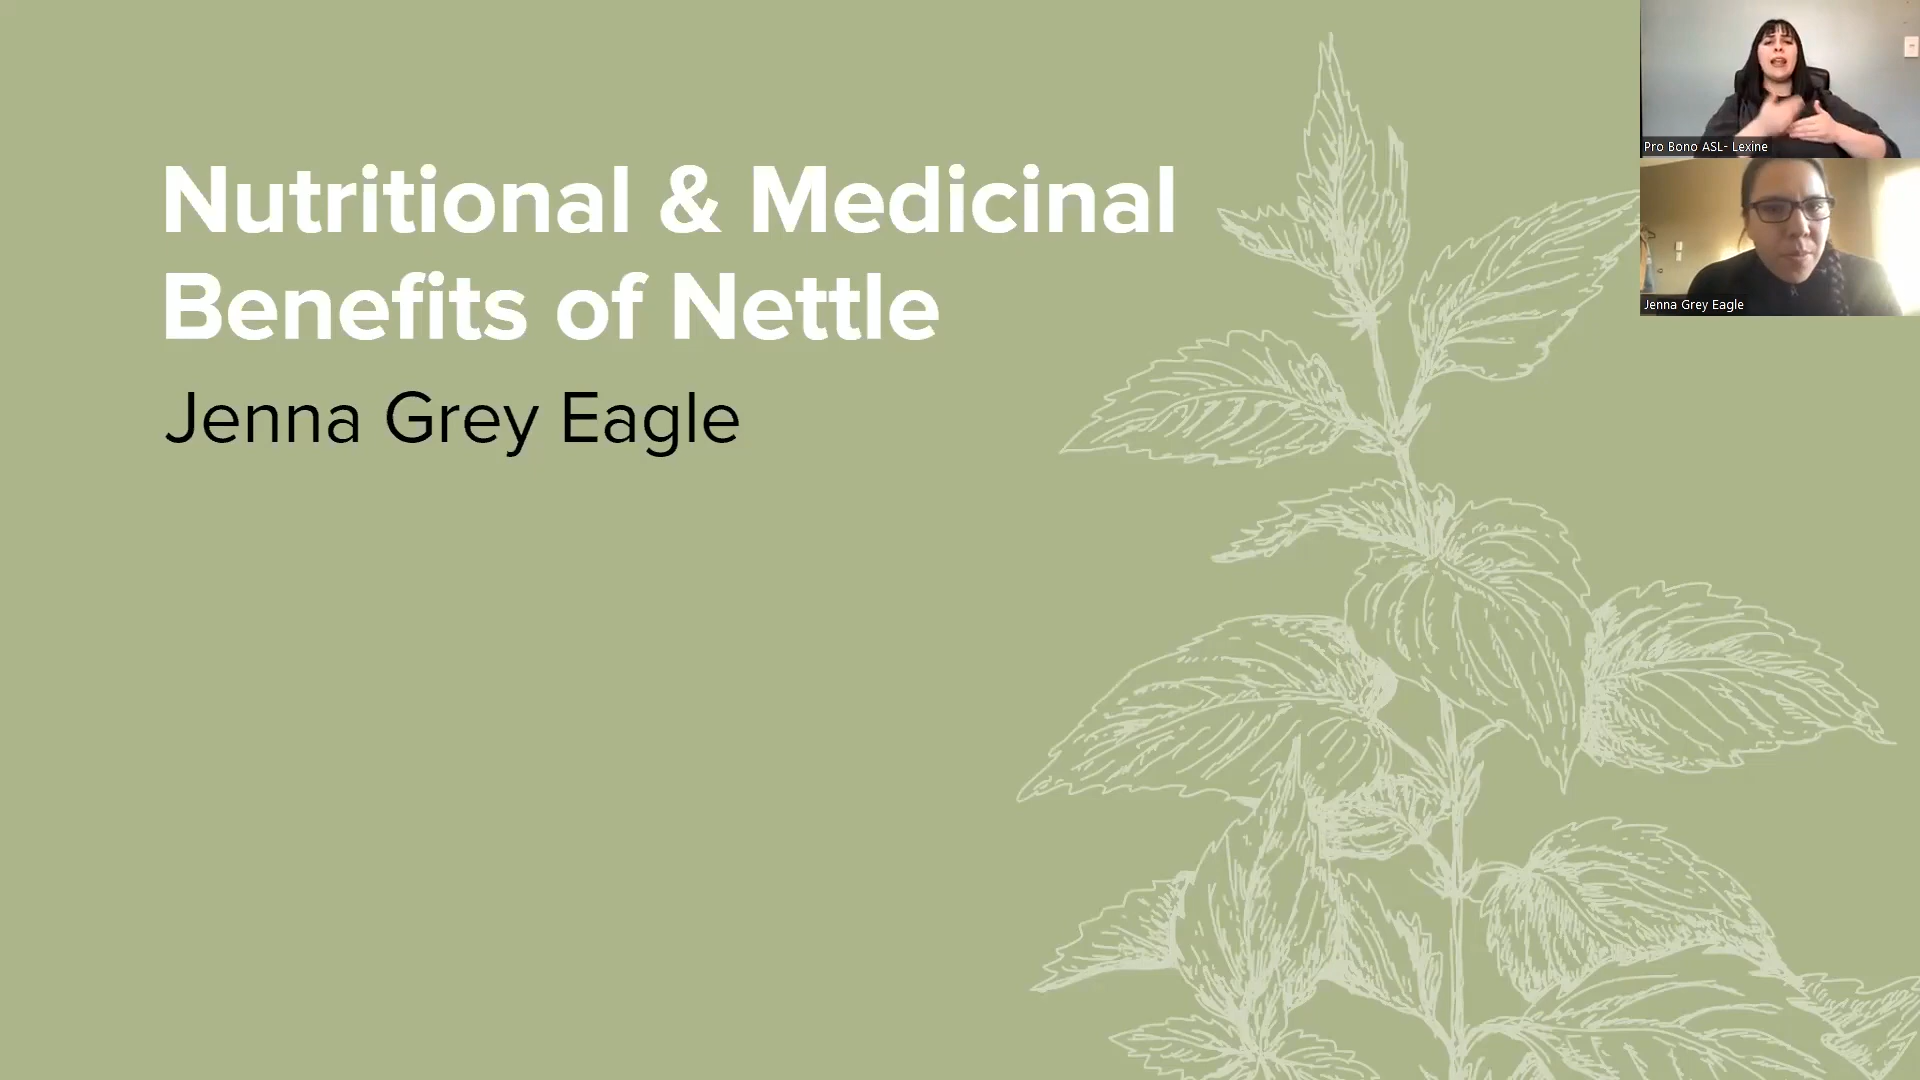 Nutritional & Medicinal
Benefits of Nettle
Jenna Grey Eagle
Pro Bono ASL- Lexine
Jenna Grey Eagle